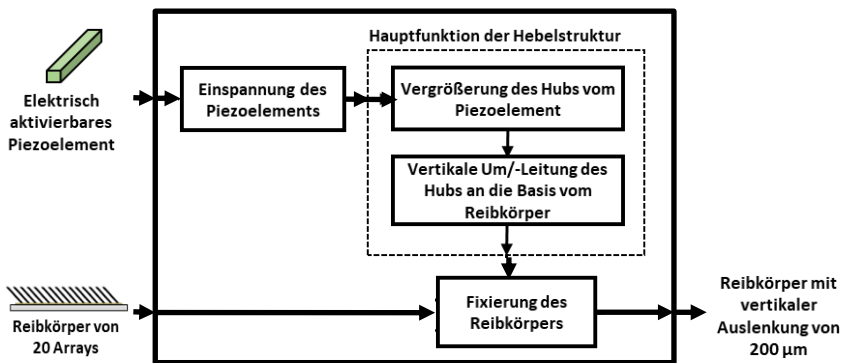 Hauptfunktion der Hebelstruktur
Elektrisch
aktivierbares
Piezoelement
Einspannung des
Piezoelements
Vergrößerung des Hubs vom
Piezoelement
Vertikale Um/-Leitung des
Hubs an die Basis vom
Reibkörper
Reibkörper von
20 Arrays
Fixierung des
Reibkörpers
Reibkörper mit
vertikaler
Auslenkung von
200 µm